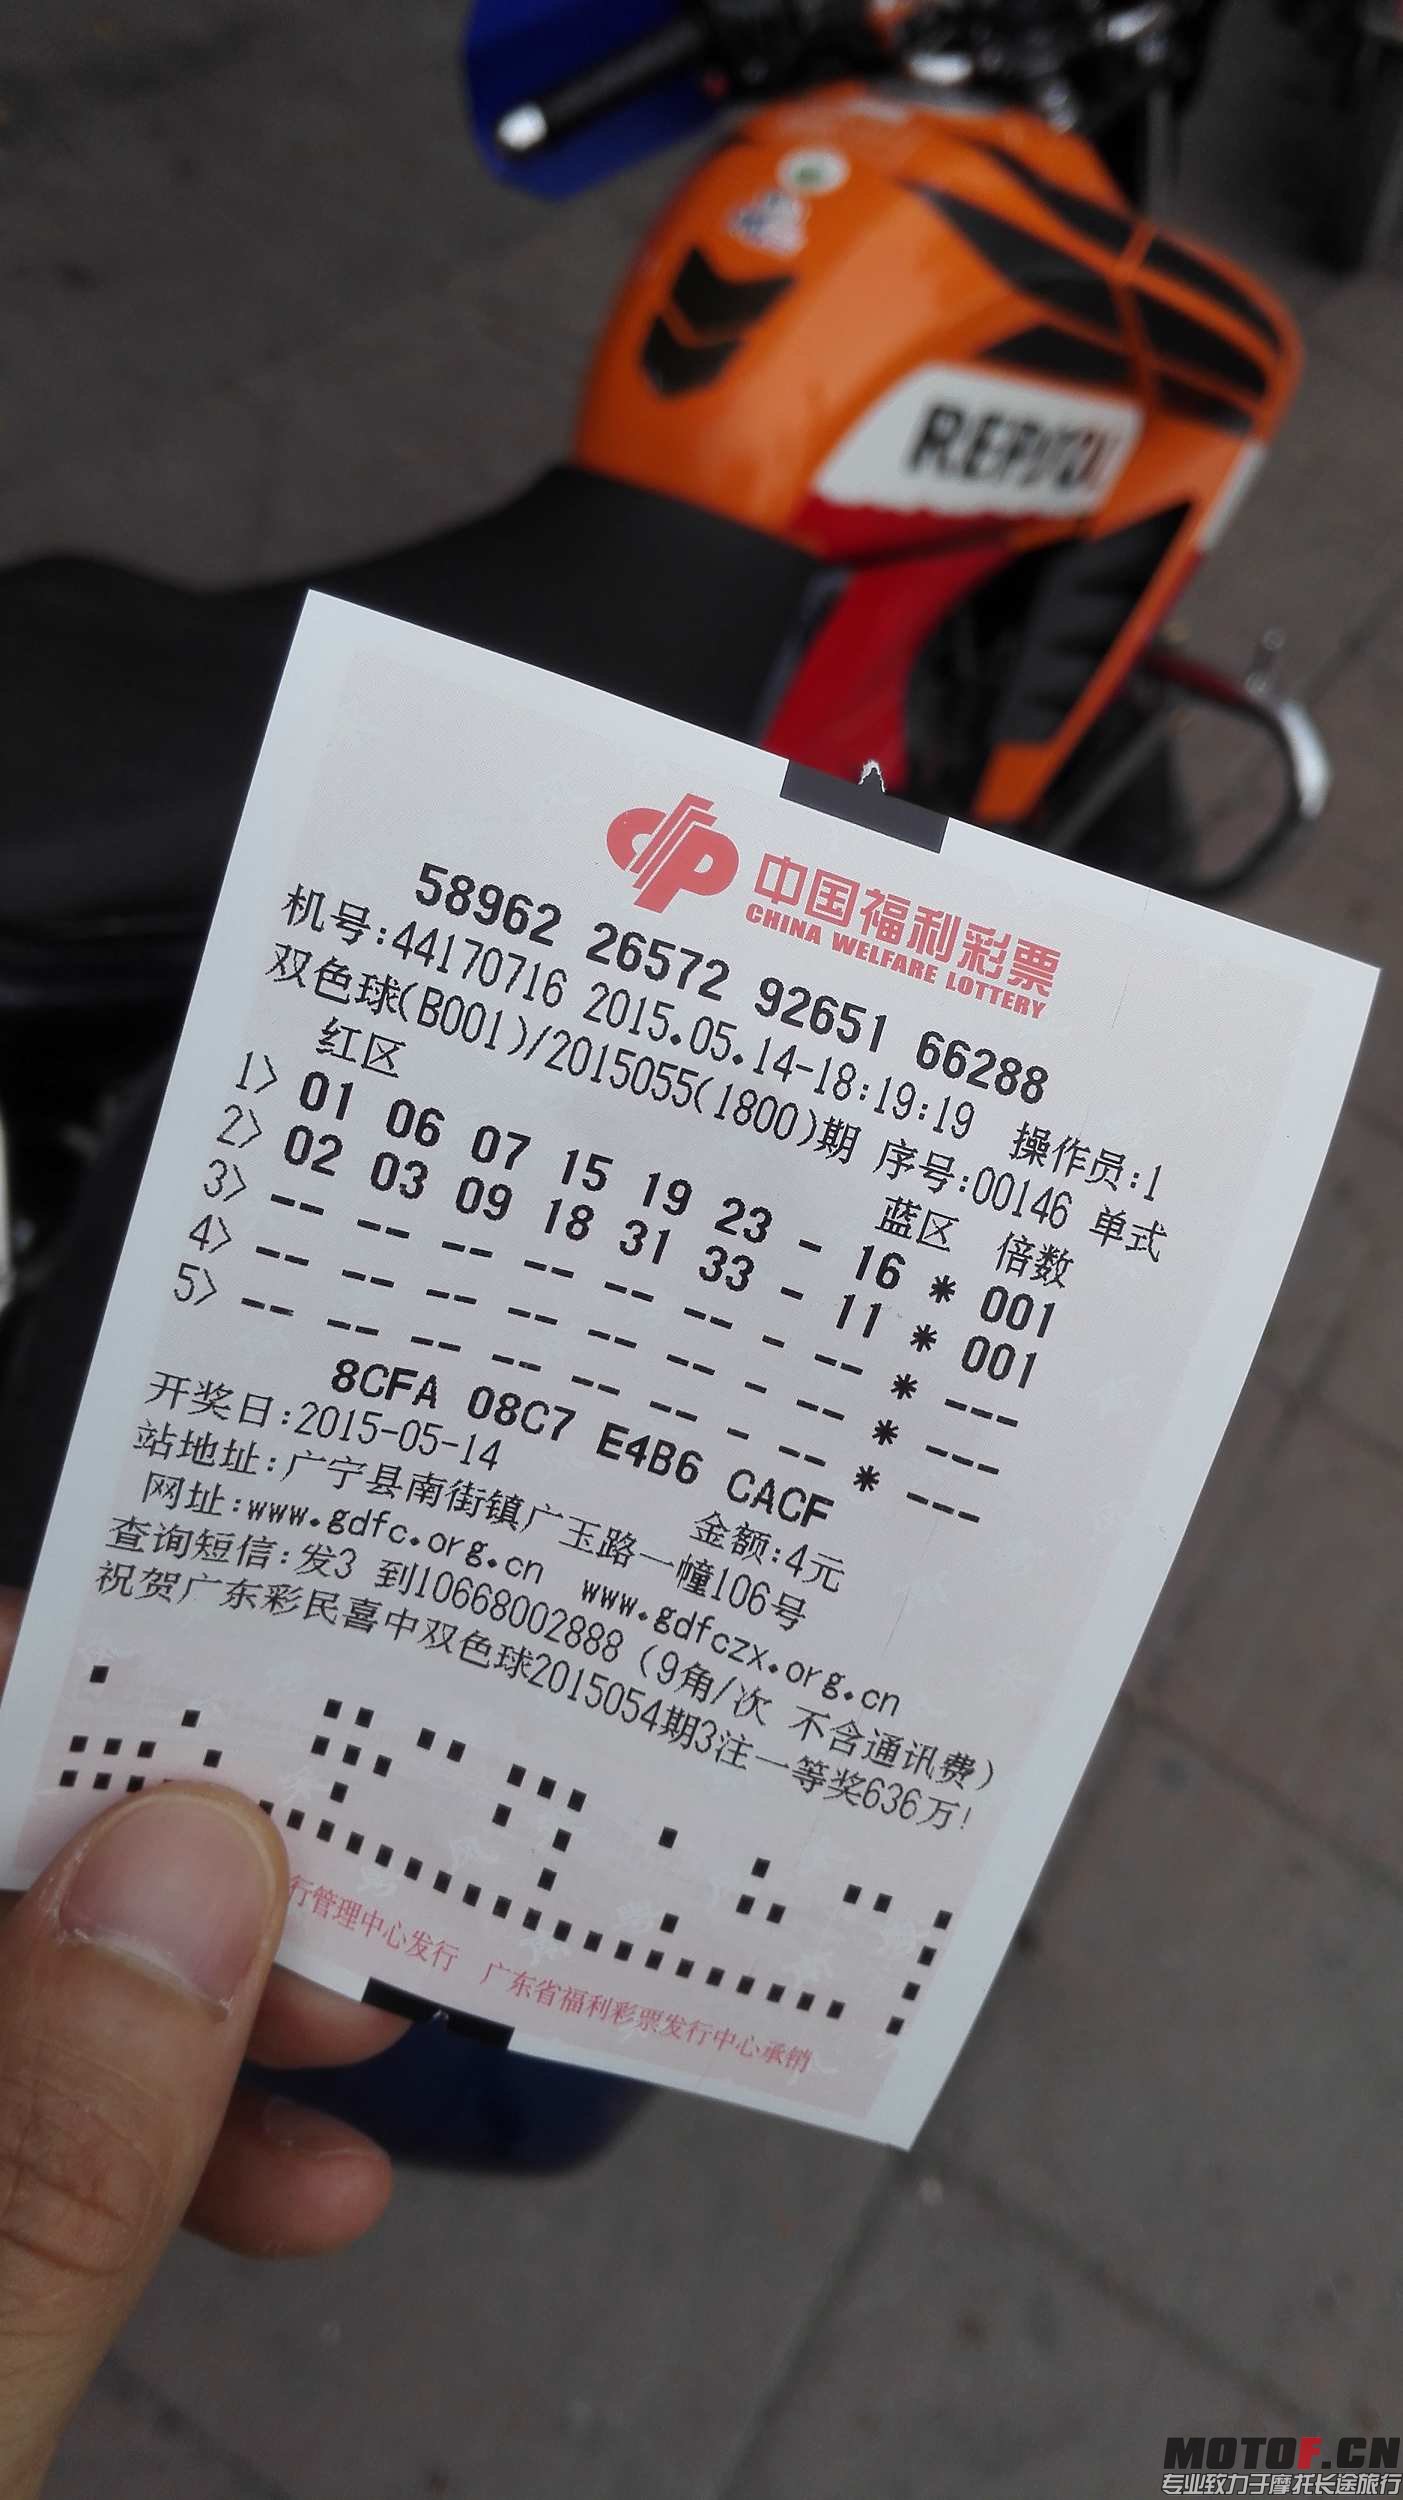 REPSOL
中国福利彩票
CHINA WELFARE LOTTERY
58962 26572 92651 66288
机号:44170716 2015.05.14-18:19:19 操作员:1
双色球(B001)/2015055(1800)期 序号:00146 单式
红区 蓝区 倍数
1> 01 06 07 15 19 23 - 16 * 001
2> 02 03 09 18 31 33 - 11 * 001
3> -- -- -- -- -- -- - -- * ---
4> -- -- -- -- -- -- - -- * ---
5> -- -- -- -- -- -- - -- * ---
8CFA 08C7 E4B6 CACF
开奖日:2015-05-14 金额:4元
站地址:广宁县南街镇广玉路一幢106号
网址:www.gdfc.org.cn www.gdfczx.org.cn
查询短信:发3 到10668002888 (9角/次 不含通讯费)
祝贺广东彩民喜中双色球2015054期3注一等奖636万!
行管理中心发行 广东省福利彩票发行中心承销
MOTOF.CN
专业致力于摩托长途旅行